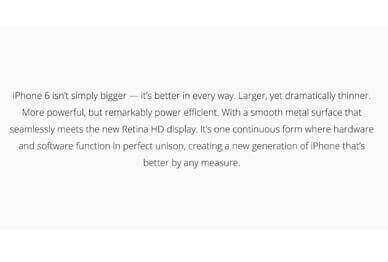 iPhone 6 isn't simply bigger — it's better in every way. Larger, yet dramatically thinner.
More powerful, but remarkably power efficient. With a smooth metal surface that
seamlessly meets the new Retina HD display. It's one continuous form where hardware
and software function in perfect unison, creating a new generation of iPhone that's
better by any measure.